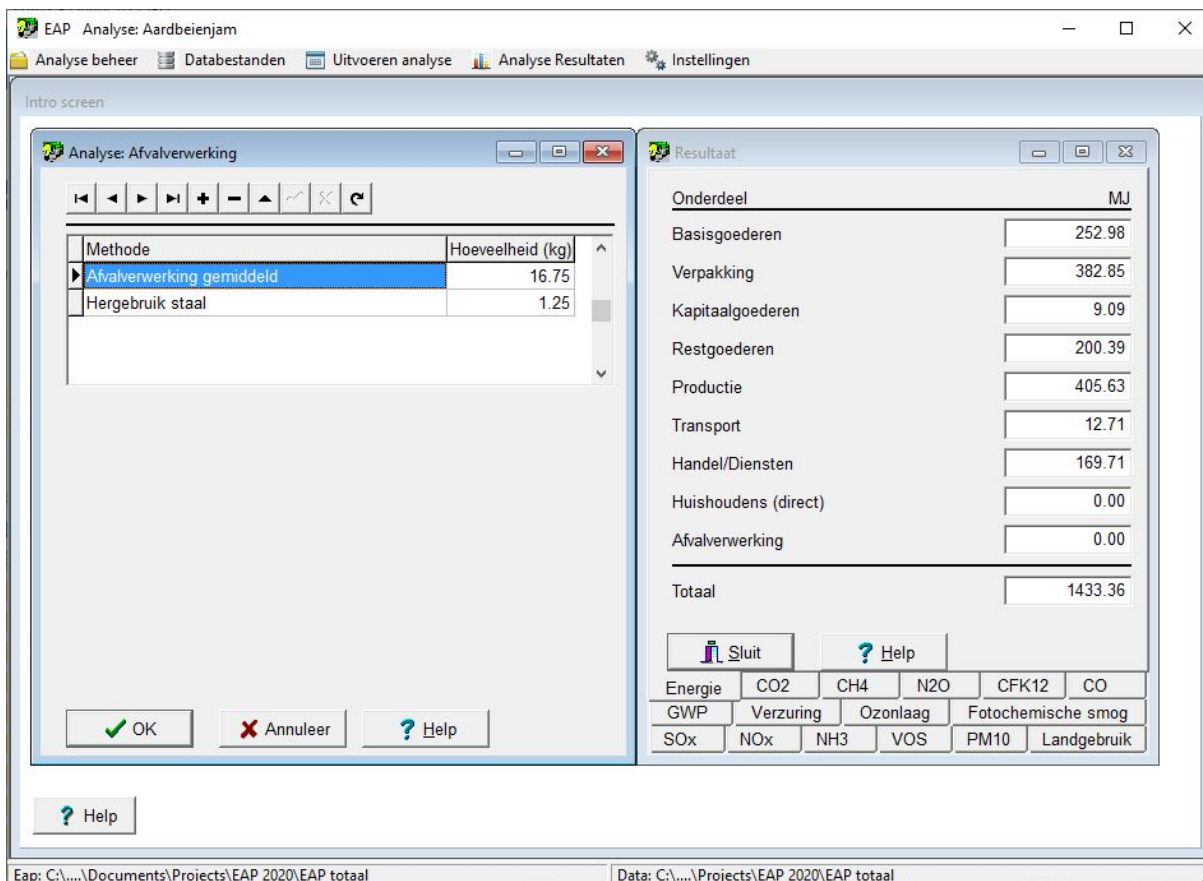 EAP Analyse: Aardbeienjam
Analyse beheer Databestanden Uitvoeren analyse Analyse Resultaten Instellingen
Intro screen
Analyse: Afvalverwerking
Methode Hoeveelheid (kg)
Afvalverwerking gemiddeld 16.75
Hergebruik staal 1.25
OK Annuleer Help
Resultaat
Onderdeel MJ
Basisgoederen 252.98
Verpakking 382.85
Kapitaalgoederen 9.09
Restgoederen 200.39
Productie 405.63
Transport 12.71
Handel/Diensten 169.71
Huishoudens (direct) 0.00
Afvalverwerking 0.00
Totaal 1433.36
Sluit Help
Energie CO2 CH4 N2O CFK12 CO
GWP Verzuring Ozonlaag Fotochemische smog
SOx NOx NH3 VOS PM10 Landgebruik
Help
Eap: C:\....\Documents\Projects\EAP 2020\EAP totaal Data: C:\....\Projects\EAP 2020\EAP totaal